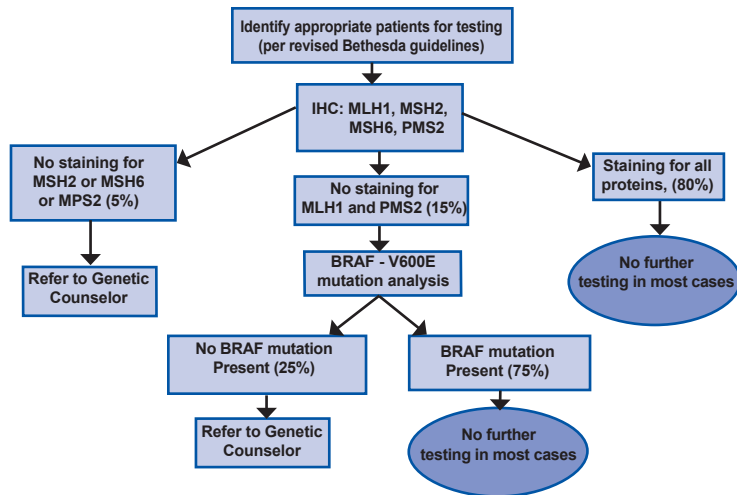 Identify appropriate patients for testing
(per revised Bethesda guidelines)
IHC: MLH1, MSH2,
MSH6, PMS2
No staining for
MSH2 or MSH6
or MPS2 (5%)
No staining for
MLH1 and PMS2 (15%)
Staining for all
proteins, (80%)
Refer to Genetic
Counselor
BRAF - V600E
mutation analysis
No further
testing in most cases
No BRAF mutation
Present (25%)
BRAF mutation
Present (75%)
Refer to Genetic
Counselor
No further
testing in most cases